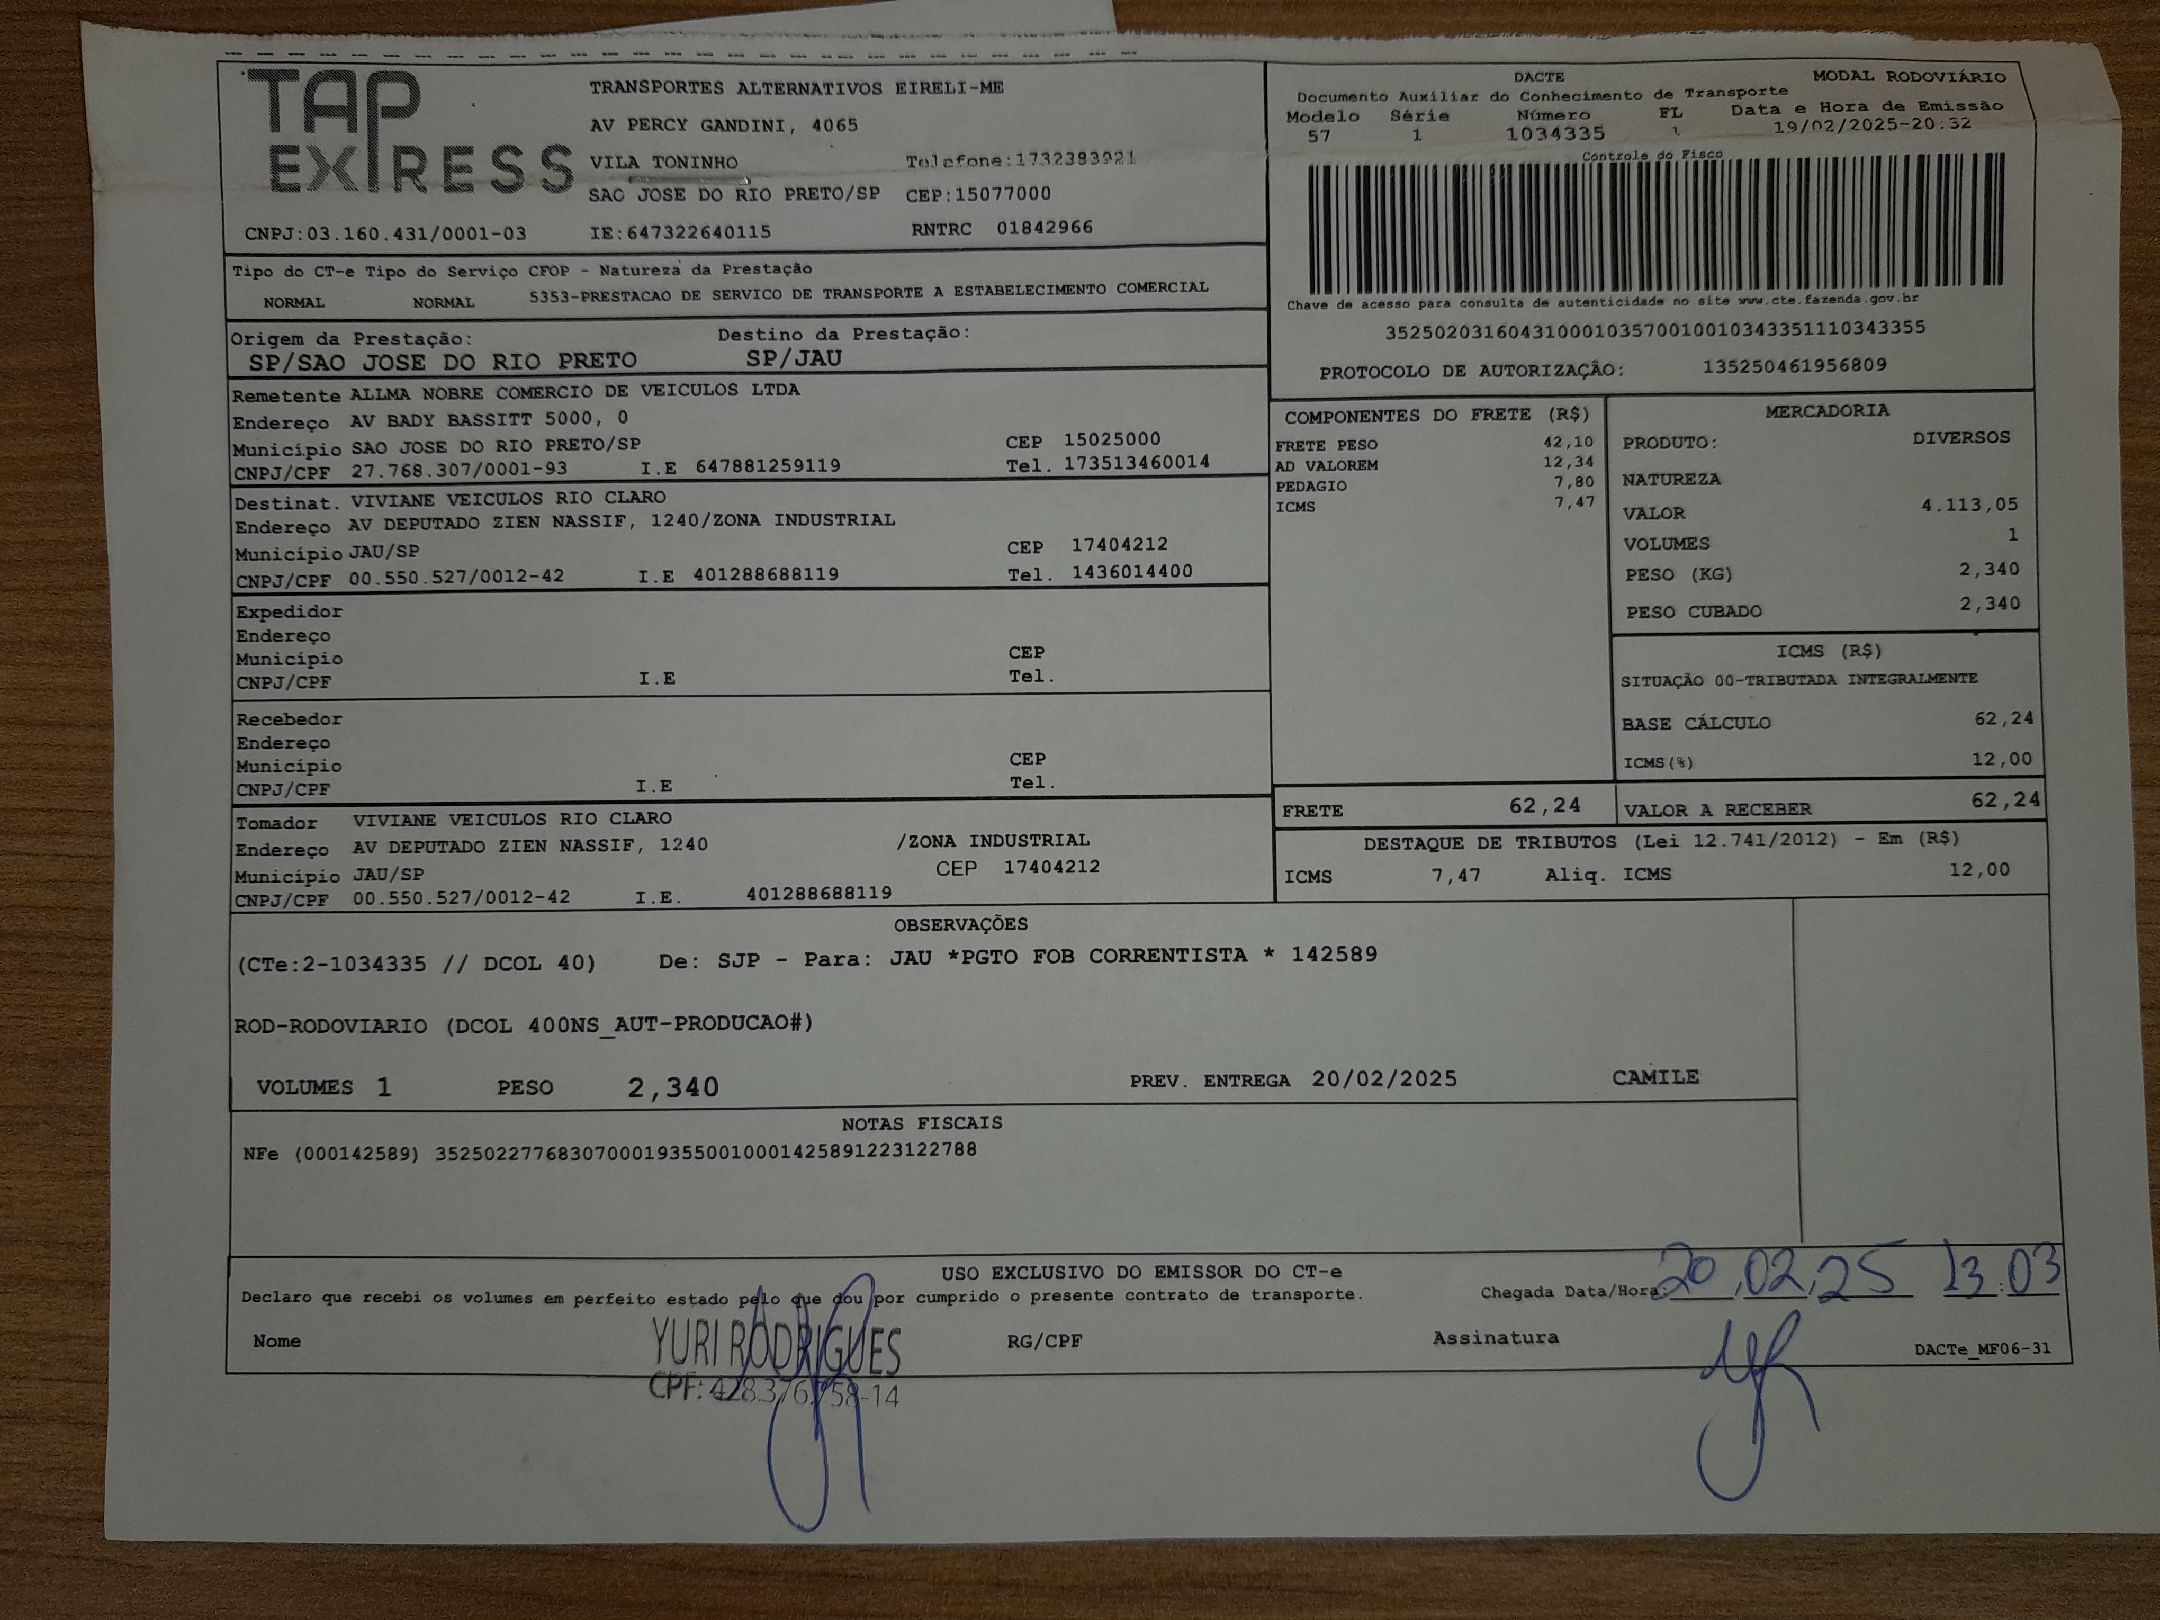 TAP
EXPRESS
TRANSPORTES ALTERNATIVOS EIRELI-ME
AV PERCY GANDINI, 4065
VILA TONINHO Telefone:1732393921
SAO JOSE DO RIO PRETO/SP CEP:15077000
CNPJ:03.160.431/0001-03 IE:647322640115 RNTRC 01842966
DACTE MODAL RODOVIÁRIO
Documento Auxiliar do Conhecimento de Transporte
Modelo Série Número FL Data e Hora de Emissão
57 1 1034335 1 19/02/2025-20:32
Controle do Fisco
Chave de acesso para consulta de autenticidade no site www.cte.fazenda.gov.br
35250203160431000103570010010343351110343355
PROTOCOLO DE AUTORIZAÇÃO: 135250461956809
Tipo do CT-e Tipo do Serviço CFOP - Natureza da Prestação
NORMAL NORMAL 5353-PRESTACAO DE SERVICO DE TRANSPORTE A ESTABELECIMENTO COMERCIAL
Origem da Prestação: Destino da Prestação:
SP/SAO JOSE DO RIO PRETO SP/JAU
Remetente ALLMA NOBRE COMERCIO DE VEICULOS LTDA
Endereço AV BADY BASSITT 5000, 0
Município SAO JOSE DO RIO PRETO/SP CEP 15025000
CNPJ/CPF 27.768.307/0001-93 I.E 647881259119 Tel. 173513460014
Destinat. VIVIANE VEICULOS RIO CLARO
Endereço AV DEPUTADO ZIEN NASSIF, 1240/ZONA INDUSTRIAL
Município JAU/SP CEP 17404212
CNPJ/CPF 00.550.527/0012-42 I.E 401288688119 Tel. 1436014400
Expedidor
Endereço
Município CEP
CNPJ/CPF I.E Tel.
Recebedor
Endereço
Município CEP
CNPJ/CPF I.E Tel.
Tomador VIVIANE VEICULOS RIO CLARO
Endereço AV DEPUTADO ZIEN NASSIF, 1240 /ZONA INDUSTRIAL
Município JAU/SP CEP 17404212
CNPJ/CPF 00.550.527/0012-42 I.E. 401288688119
COMPONENTES DO FRETE (R$)
FRETE PESO 42,10
AD VALOREM 12,34
PEDAGIO 7,80
ICMS 7,47
MERCADORIA
PRODUTO: DIVERSOS
NATUREZA
VALOR 4.113,05
VOLUMES 1
PESO (KG) 2,340
PESO CUBADO 2,340
ICMS (R$)
SITUAÇÃO 00-TRIBUTADA INTEGRALMENTE
BASE CÁLCULO 62,24
ICMS(%) 12,00
FRETE 62,24 VALOR A RECEBER 62,24
DESTAQUE DE TRIBUTOS (Lei 12.741/2012) - Em (R$)
ICMS 7,47 Aliq. ICMS 12,00
OBSERVAÇÕES
(CTe:2-1034335 // DCOL 40) De: SJP - Para: JAU *PGTO FOB CORRENTISTA * 142589
ROD-RODOVIARIO (DCOL 400NS_AUT-PRODUCAO#)
VOLUMES 1 PESO 2,340 PREV. ENTREGA 20/02/2025 CAMILE
NOTAS FISCAIS
NFe (000142589) 35250227768307000193550010001425891223122788
USO EXCLUSIVO DO EMISSOR DO CT-e
Declaro que recebi os volumes em perfeito estado pelo que dou por cumprido o presente contrato de transporte. Chegada Data/Hora: 20,02,25 13:03
Nome YURI RODRIGUES RG/CPF Assinatura DACTe_MF06-31
CPF: 428.376.758-14